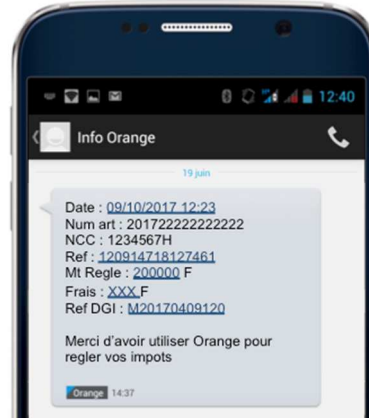 12:40
Info Orange
19 juin
Date : 09/10/2017 12:23
Num art : 201722222222222
NCC : 1234567H
Ref : 120914718127461
Mt Regle : 200000 F
Frais : XXX F
Ref DGI : M20170409120
Merci d'avoir utiliser Orange pour
regler vos impots
Orange 14:37